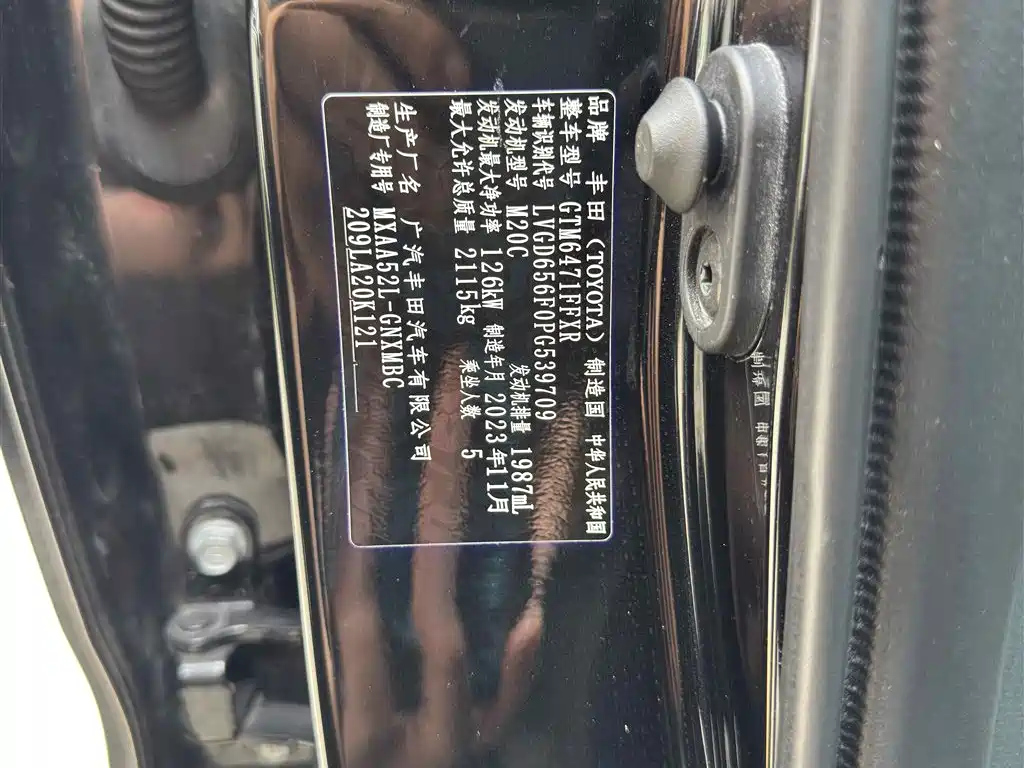 品牌 丰田(TOYOTA) 制造国 中华人民共和国
整车型号 GTM6471FFXR
车辆识别代号 LVGD656F0PG539709
发动机型号 M20C 发动机排量 1987mL
发动机最大净功率 126kW 制造年月 2023年11月
最大允许总质量 2115kg 乘坐人数 5
生产厂名 广汽丰田汽车有限公司
制造厂专用号 MXAA52L-GNXMBC
209LA20K121